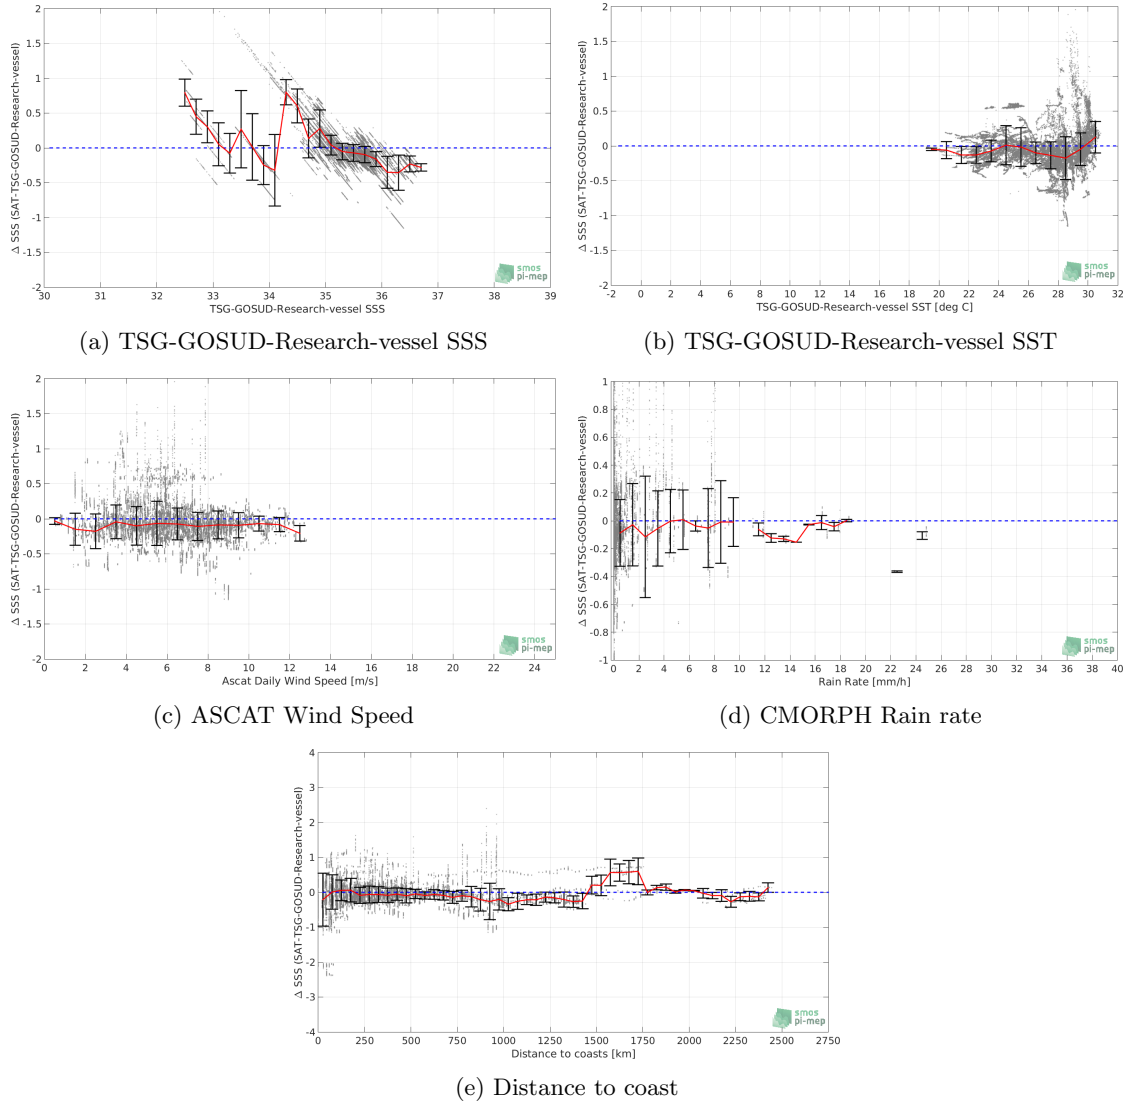 Δ SSS (SAT-TSG-GOSUD-Research-vessel)
2
1.5
1
0.5
0
-0.5
-1
-1.5
-2
30 31 32 33 34 35 36 37 38 39
TSG-GOSUD-Research-vessel SSS
smos
pi-mep
(a) TSG-GOSUD-Research-vessel SSS
Δ SSS (SAT-TSG-GOSUD-Research-vessel)
2
1.5
1
0.5
0
-0.5
-1
-1.5
-2
-2 0 2 4 6 8 10 12 14 16 18 20 22 24 26 28 30 32
TSG-GOSUD-Research-vessel SST [deg C]
smos
pi-mep
(b) TSG-GOSUD-Research-vessel SST
Δ SSS (SAT-TSG-GOSUD-Research-vessel)
2
1.5
1
0.5
0
-0.5
-1
-1.5
-2
0 2 4 6 8 10 12 14 16 18 20 22 24
Ascat Daily Wind Speed [m/s]
smos
pi-mep
(c) ASCAT Wind Speed
Δ SSS (SAT-TSG-GOSUD-Research-vessel)
1
0.8
0.6
0.4
0.2
0
-0.2
-0.4
-0.6
-0.8
-1
0 2 4 6 8 10 12 14 16 18 20 22 24 26 28 30 32 34 36 38 40
Rain Rate [mm/h]
smos
pi-mep
(d) CMORPH Rain rate
Δ SSS (SAT-TSG-GOSUD-Research-vessel)
4
3
2
1
0
-1
-2
-3
-4
0 250 500 750 1000 1250 1500 1750 2000 2250 2500 2750
Distance to coasts [km]
smos
pi-mep
(e) Distance to coast